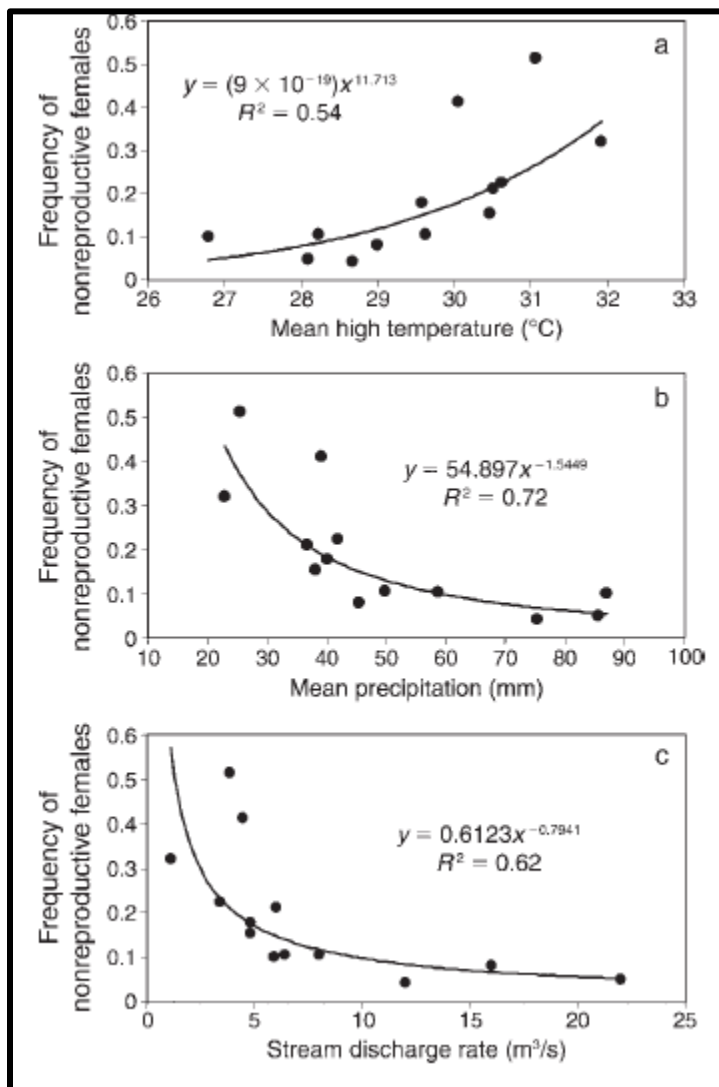 a
0.6
0.5
0.4
0.3
0.2
0.1
0
Frequency of
nonreproductive females
y = (9 × 10⁻¹⁹)x¹¹·⁷¹³
R² = 0.54
26 27 28 29 30 31 32 33
Mean high temperature (°C)
b
0.6
0.5
0.4
0.3
0.2
0.1
0
Frequency of
nonreproductive females
y = 54.897x⁻¹·⁵⁴⁴⁹
R² = 0.72
10 20 30 40 50 60 70 80 90 100
Mean precipitation (mm)
c
0.6
0.5
0.4
0.3
0.2
0.1
0
Frequency of
nonreproductive females
y = 0.6123x⁻⁰·⁷⁹⁴¹
R² = 0.62
0 5 10 15 20 25
Stream discharge rate (m³/s)